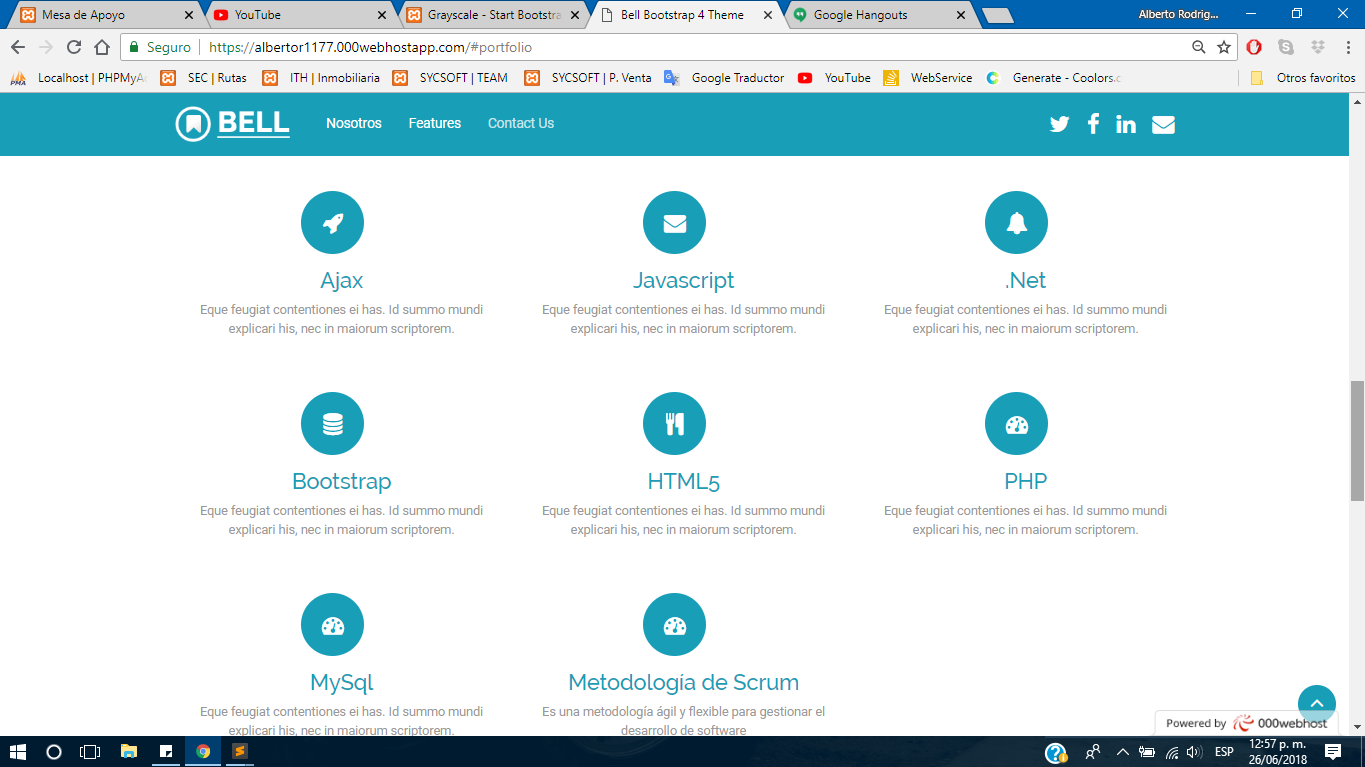 Mesa de Apoyo
YouTube
Grayscale - Start Bootstra
Bell Bootstrap 4 Theme
Google Hangouts
Alberto Rodrig...
Seguro
https://albertor1177.000webhostapp.com/#portfolio
PMA
Localhost | PHPMyAc
SEC | Rutas
ITH | Inmobiliaria
SYCSOFT | TEAM
SYCSOFT | P. Venta
Google Traductor
YouTube
WebService
Generate - Coolors.c
Otros favoritos
BELL
Nosotros
Features
Contact Us
Ajax
Eque feugiat contentiones ei has. Id summo mundi
explicari his, nec in maiorum scriptorem.
Javascript
Eque feugiat contentiones ei has. Id summo mundi
explicari his, nec in maiorum scriptorem.
.Net
Eque feugiat contentiones ei has. Id summo mundi
explicari his, nec in maiorum scriptorem.
Bootstrap
Eque feugiat contentiones ei has. Id summo mundi
explicari his, nec in maiorum scriptorem.
HTML5
Eque feugiat contentiones ei has. Id summo mundi
explicari his, nec in maiorum scriptorem.
PHP
Eque feugiat contentiones ei has. Id summo mundi
explicari his, nec in maiorum scriptorem.
MySql
Eque feugiat contentiones ei has. Id summo mundi
explicari his, nec in maiorum scriptorem.
Metodología de Scrum
Es una metodología ágil y flexible para gestionar el
desarrollo de software
Powered by 000webhost
ESP
12:57 p. m.
26/06/2018